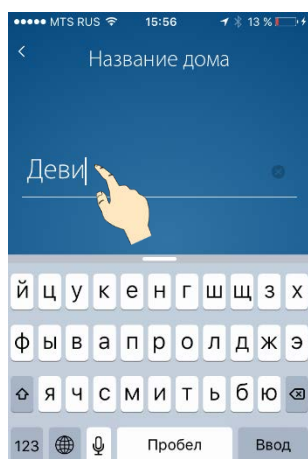 MTS RUS 15:56 13 %
Название дома
Деви
й ц у к е н г ш щ з х
ф ы в а п р о л д ж э
я ч с м и т ь б ю
123 Пробел Ввод